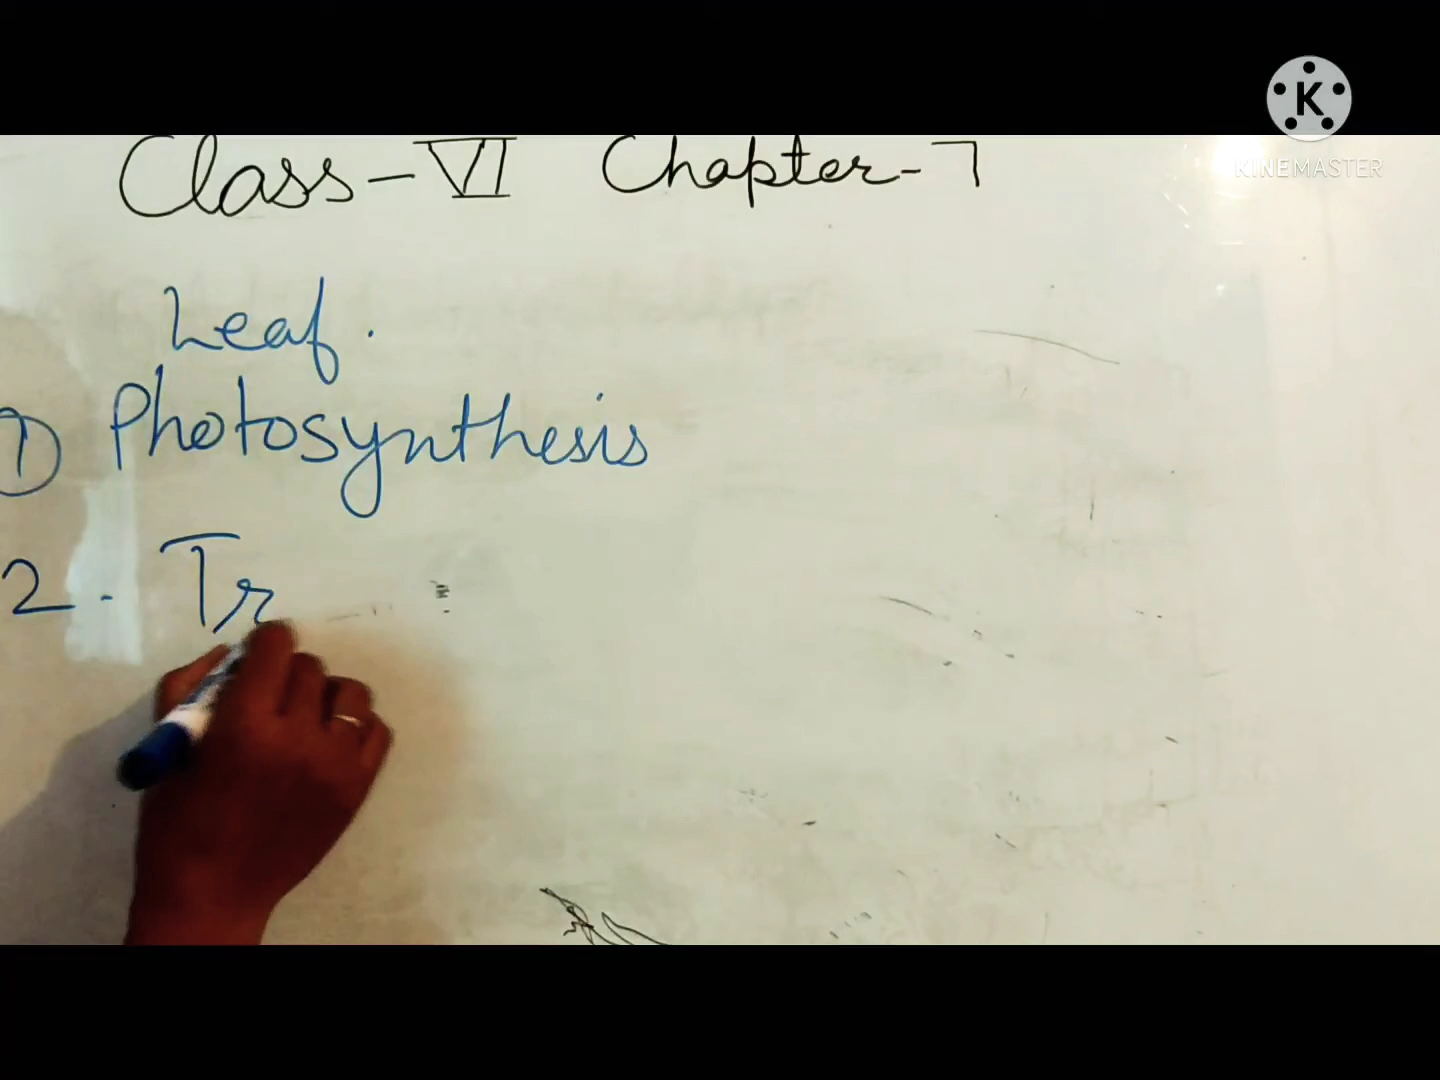 K
KINEMASTER
Class-VI Chapter-7
Leaf.
1) Photosynthesis
2. Tr